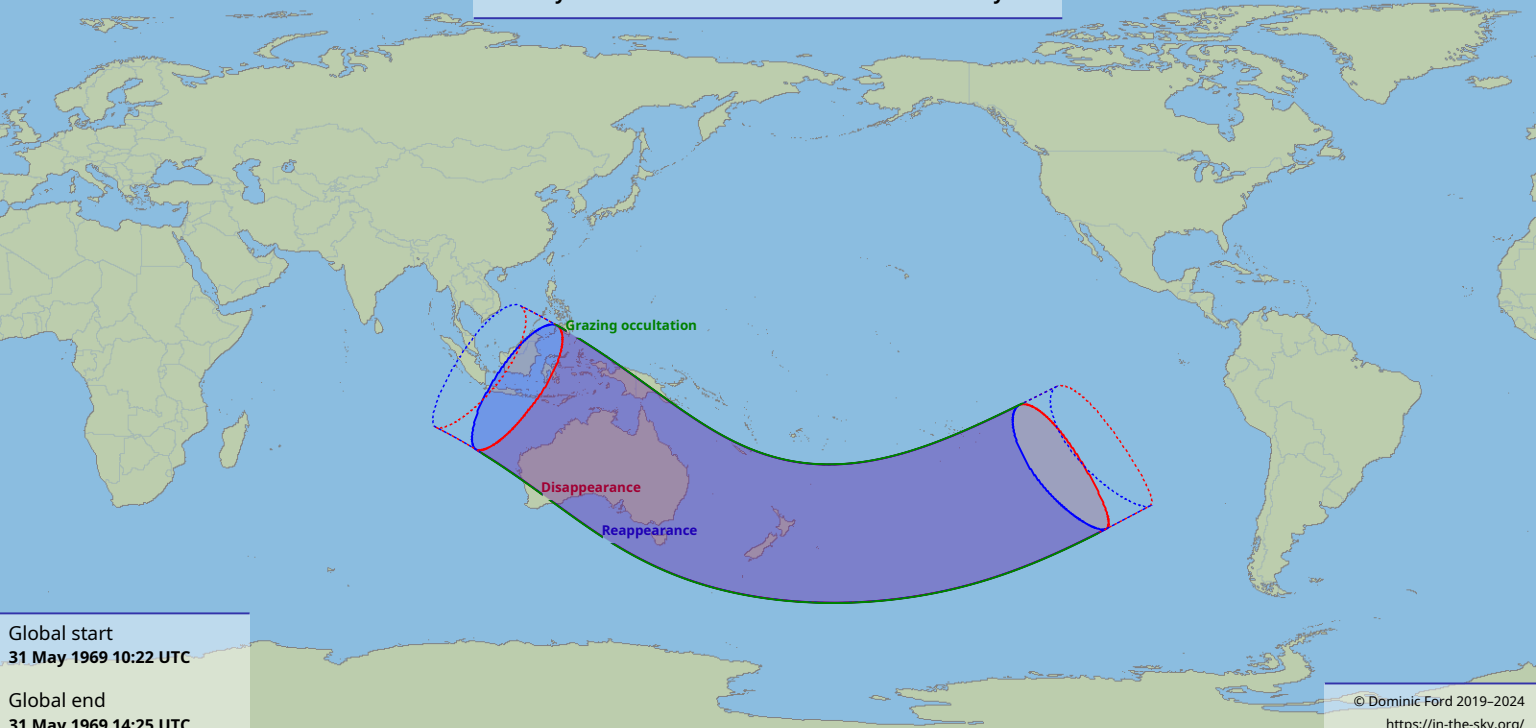 Grazing occultation
Disappearance
Reappearance
Global start
31 May 1969 10:22 UTC
Global end
31 May 1969 14:25 UTC
© Dominic Ford 2019–2024
https://in-the-sky.org/